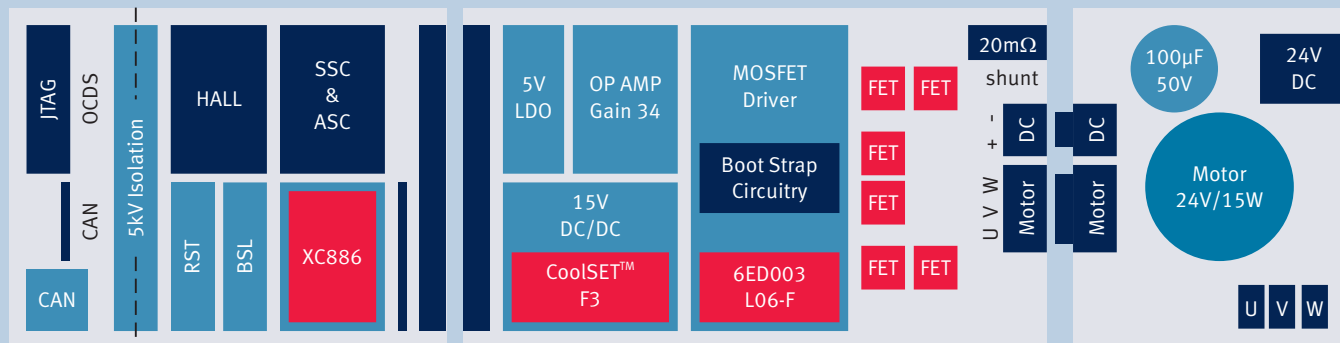 JTAG
OCDS
CAN
CAN
5kV Isolation
HALL
SSC
&
ASC
RST
BSL
XC886
5V
LDO
OP AMP
Gain 34
15V
DC/DC
CoolSET™
F3
MOSFET
Driver
Boot Strap
Circuitry
6ED003
L06-F
FET
FET
FET
FET
FET
FET
20mΩ
shunt
+ -
DC
DC
U V W
Motor
Motor
100µF
50V
24V
DC
Motor
24V/15W
U
V
W